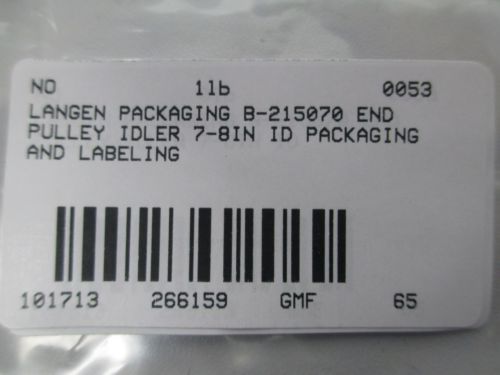 NO 1lb 0053
LANGEN PACKAGING B-215070 END
PULLEY IDLER 7-8IN ID PACKAGING
AND LABELING
101713 266159 GMF 65